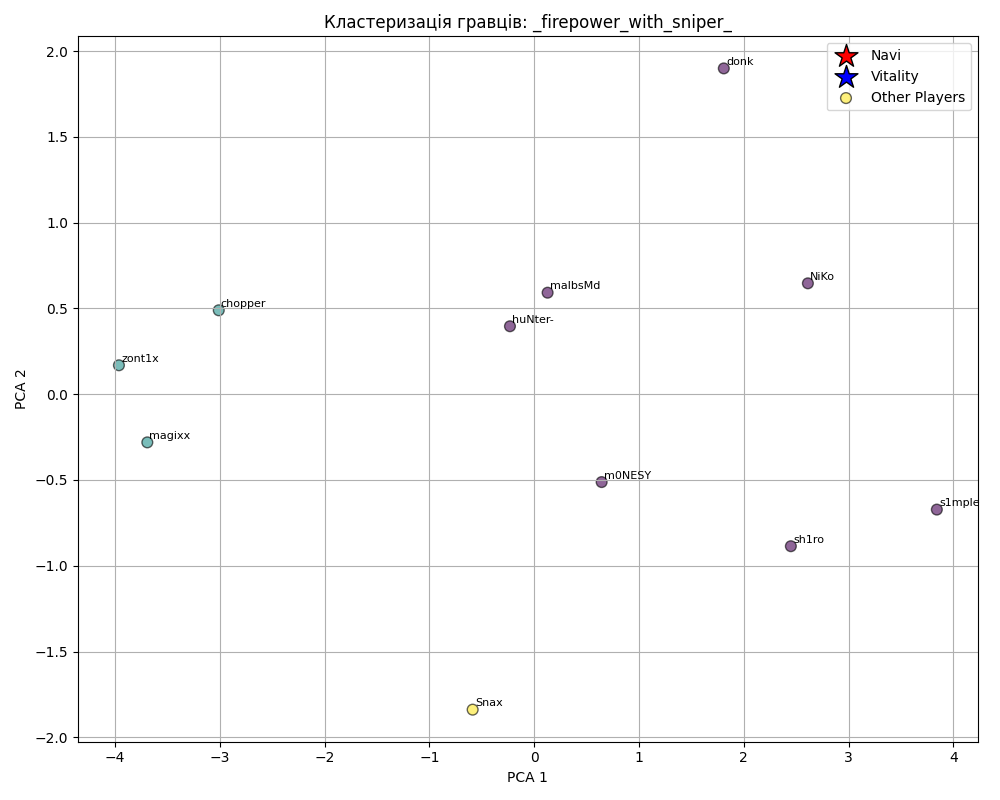 Кластеризація гравців: _firepower_with_sniper_
Navi
Vitality
Other Players
donk
NiKo
malbsMd
huNter-
chopper
zont1x
magixx
m0NESY
s1mple
sh1ro
Snax
2.0
1.5
1.0
0.5
0.0
−0.5
−1.0
−1.5
−2.0
PCA 2
−4
−3
−2
−1
0
1
2
3
4
PCA 1